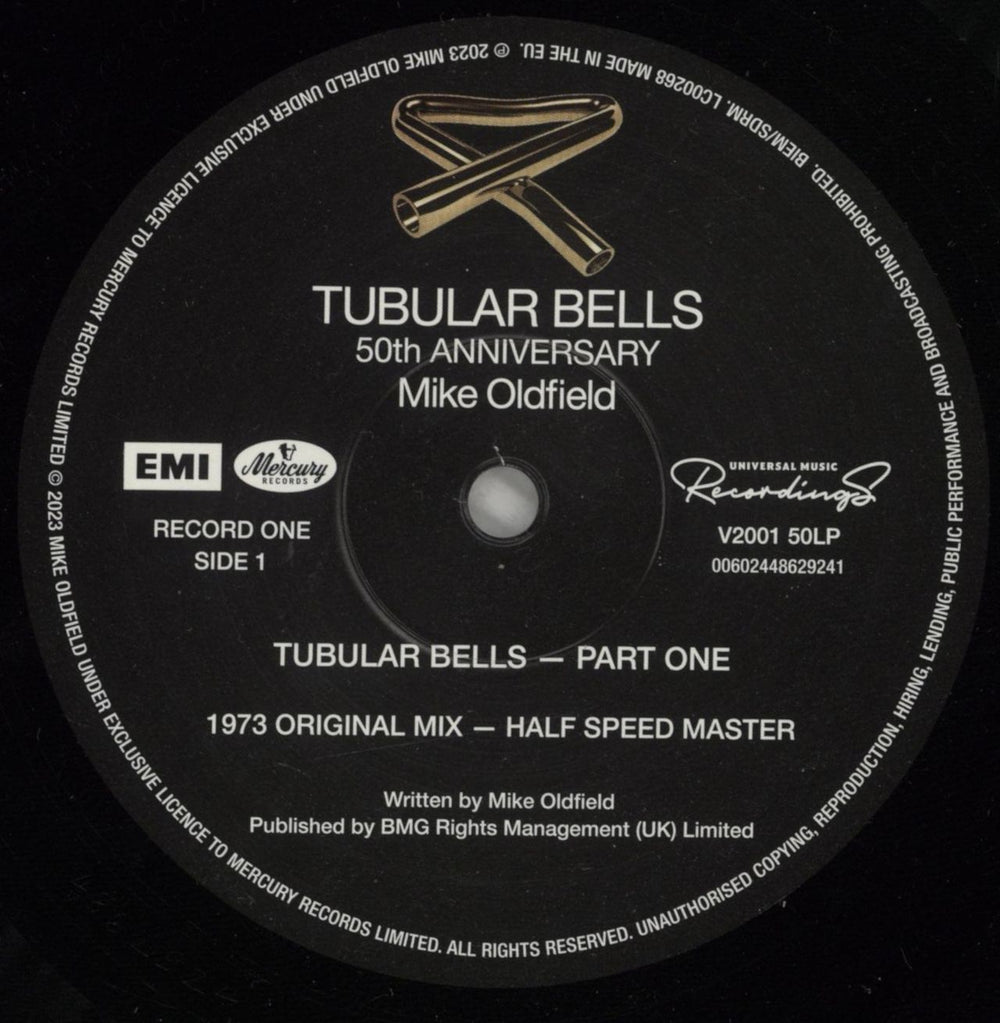 TUBULAR BELLS
50th ANNIVERSARY
Mike Oldfield
EMI
Mercury
RECORDS
RECORD ONE
SIDE 1
UNIVERSAL MUSIC
Recordings
V2001 50LP
00602448629241
TUBULAR BELLS — PART ONE
1973 ORIGINAL MIX — HALF SPEED MASTER
Written by Mike Oldfield
Published by BMG Rights Management (UK) Limited
℗ 2023 MIKE OLDFIELD UNDER EXCLUSIVE LICENCE TO MERCURY RECORDS LIMITED © 2023 MIKE OLDFIELD UNDER EXCLUSIVE LICENCE TO MERCURY RECORDS LIMITED. ALL RIGHTS RESERVED. UNAUTHORISED COPYING, REPRODUCTION, HIRING, LENDING, PUBLIC PERFORMANCE AND BROADCASTING PROHIBITED. BIEM/SDRM. LC00268 MADE IN THE EU.